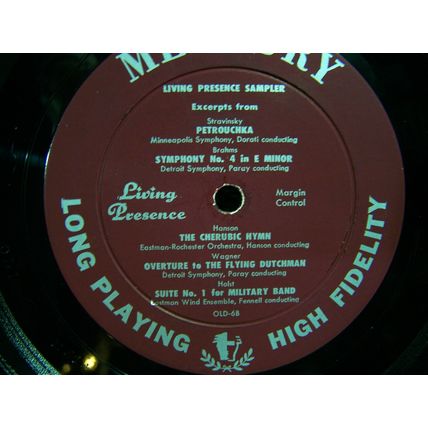 MERCURY
LIVING PRESENCE SAMPLER
Excerpts from
Stravinsky
PETROUCHKA
Minneapolis Symphony, Dorati conducting
Brahms
SYMPHONY No. 4 in E MINOR
Detroit Symphony, Paray conducting
Living
Presence
Margin
Control
Hanson
THE CHERUBIC HYMN
Eastman-Rochester Orchestra, Hanson conducting
Wagner
OVERTURE to THE FLYING DUTCHMAN
Detroit Symphony, Paray conducting
Holst
SUITE No. 1 for MILITARY BAND
Eastman Wind Ensemble, Fennell conducting
OLD-6B
LONG PLAYING
HIGH FIDELITY